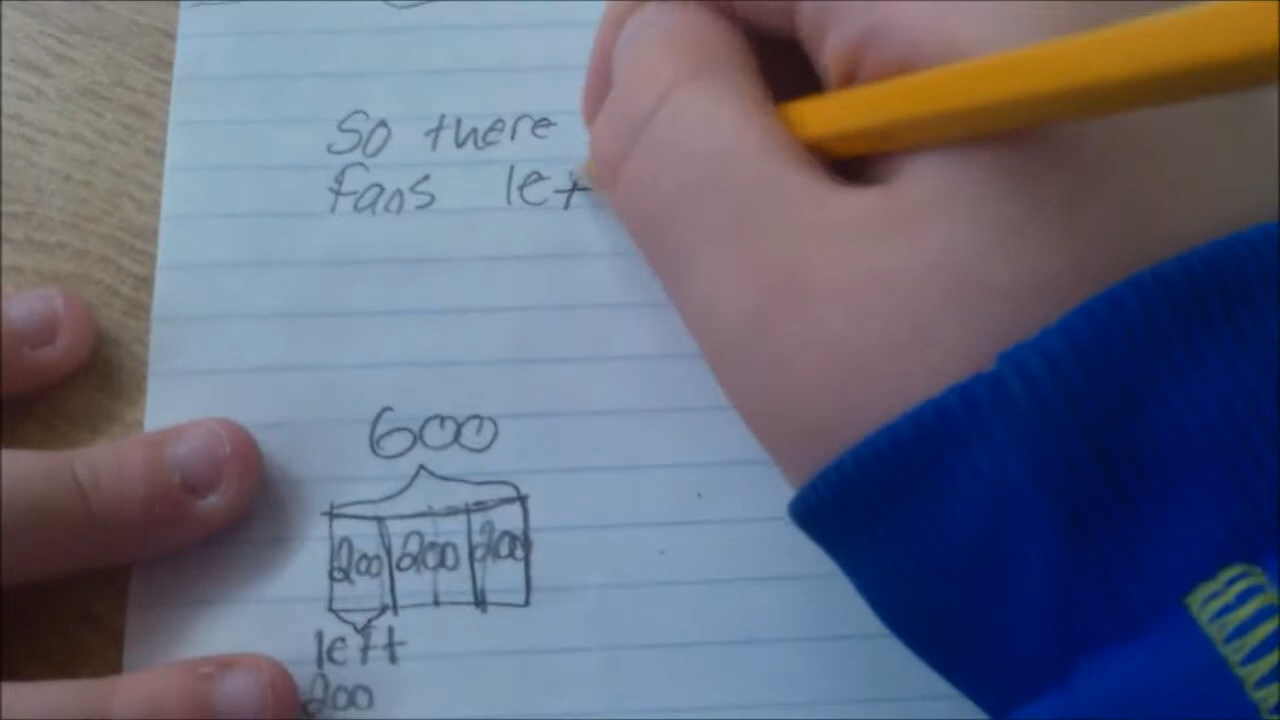 So there
fans left
600
200 200 200
left
200